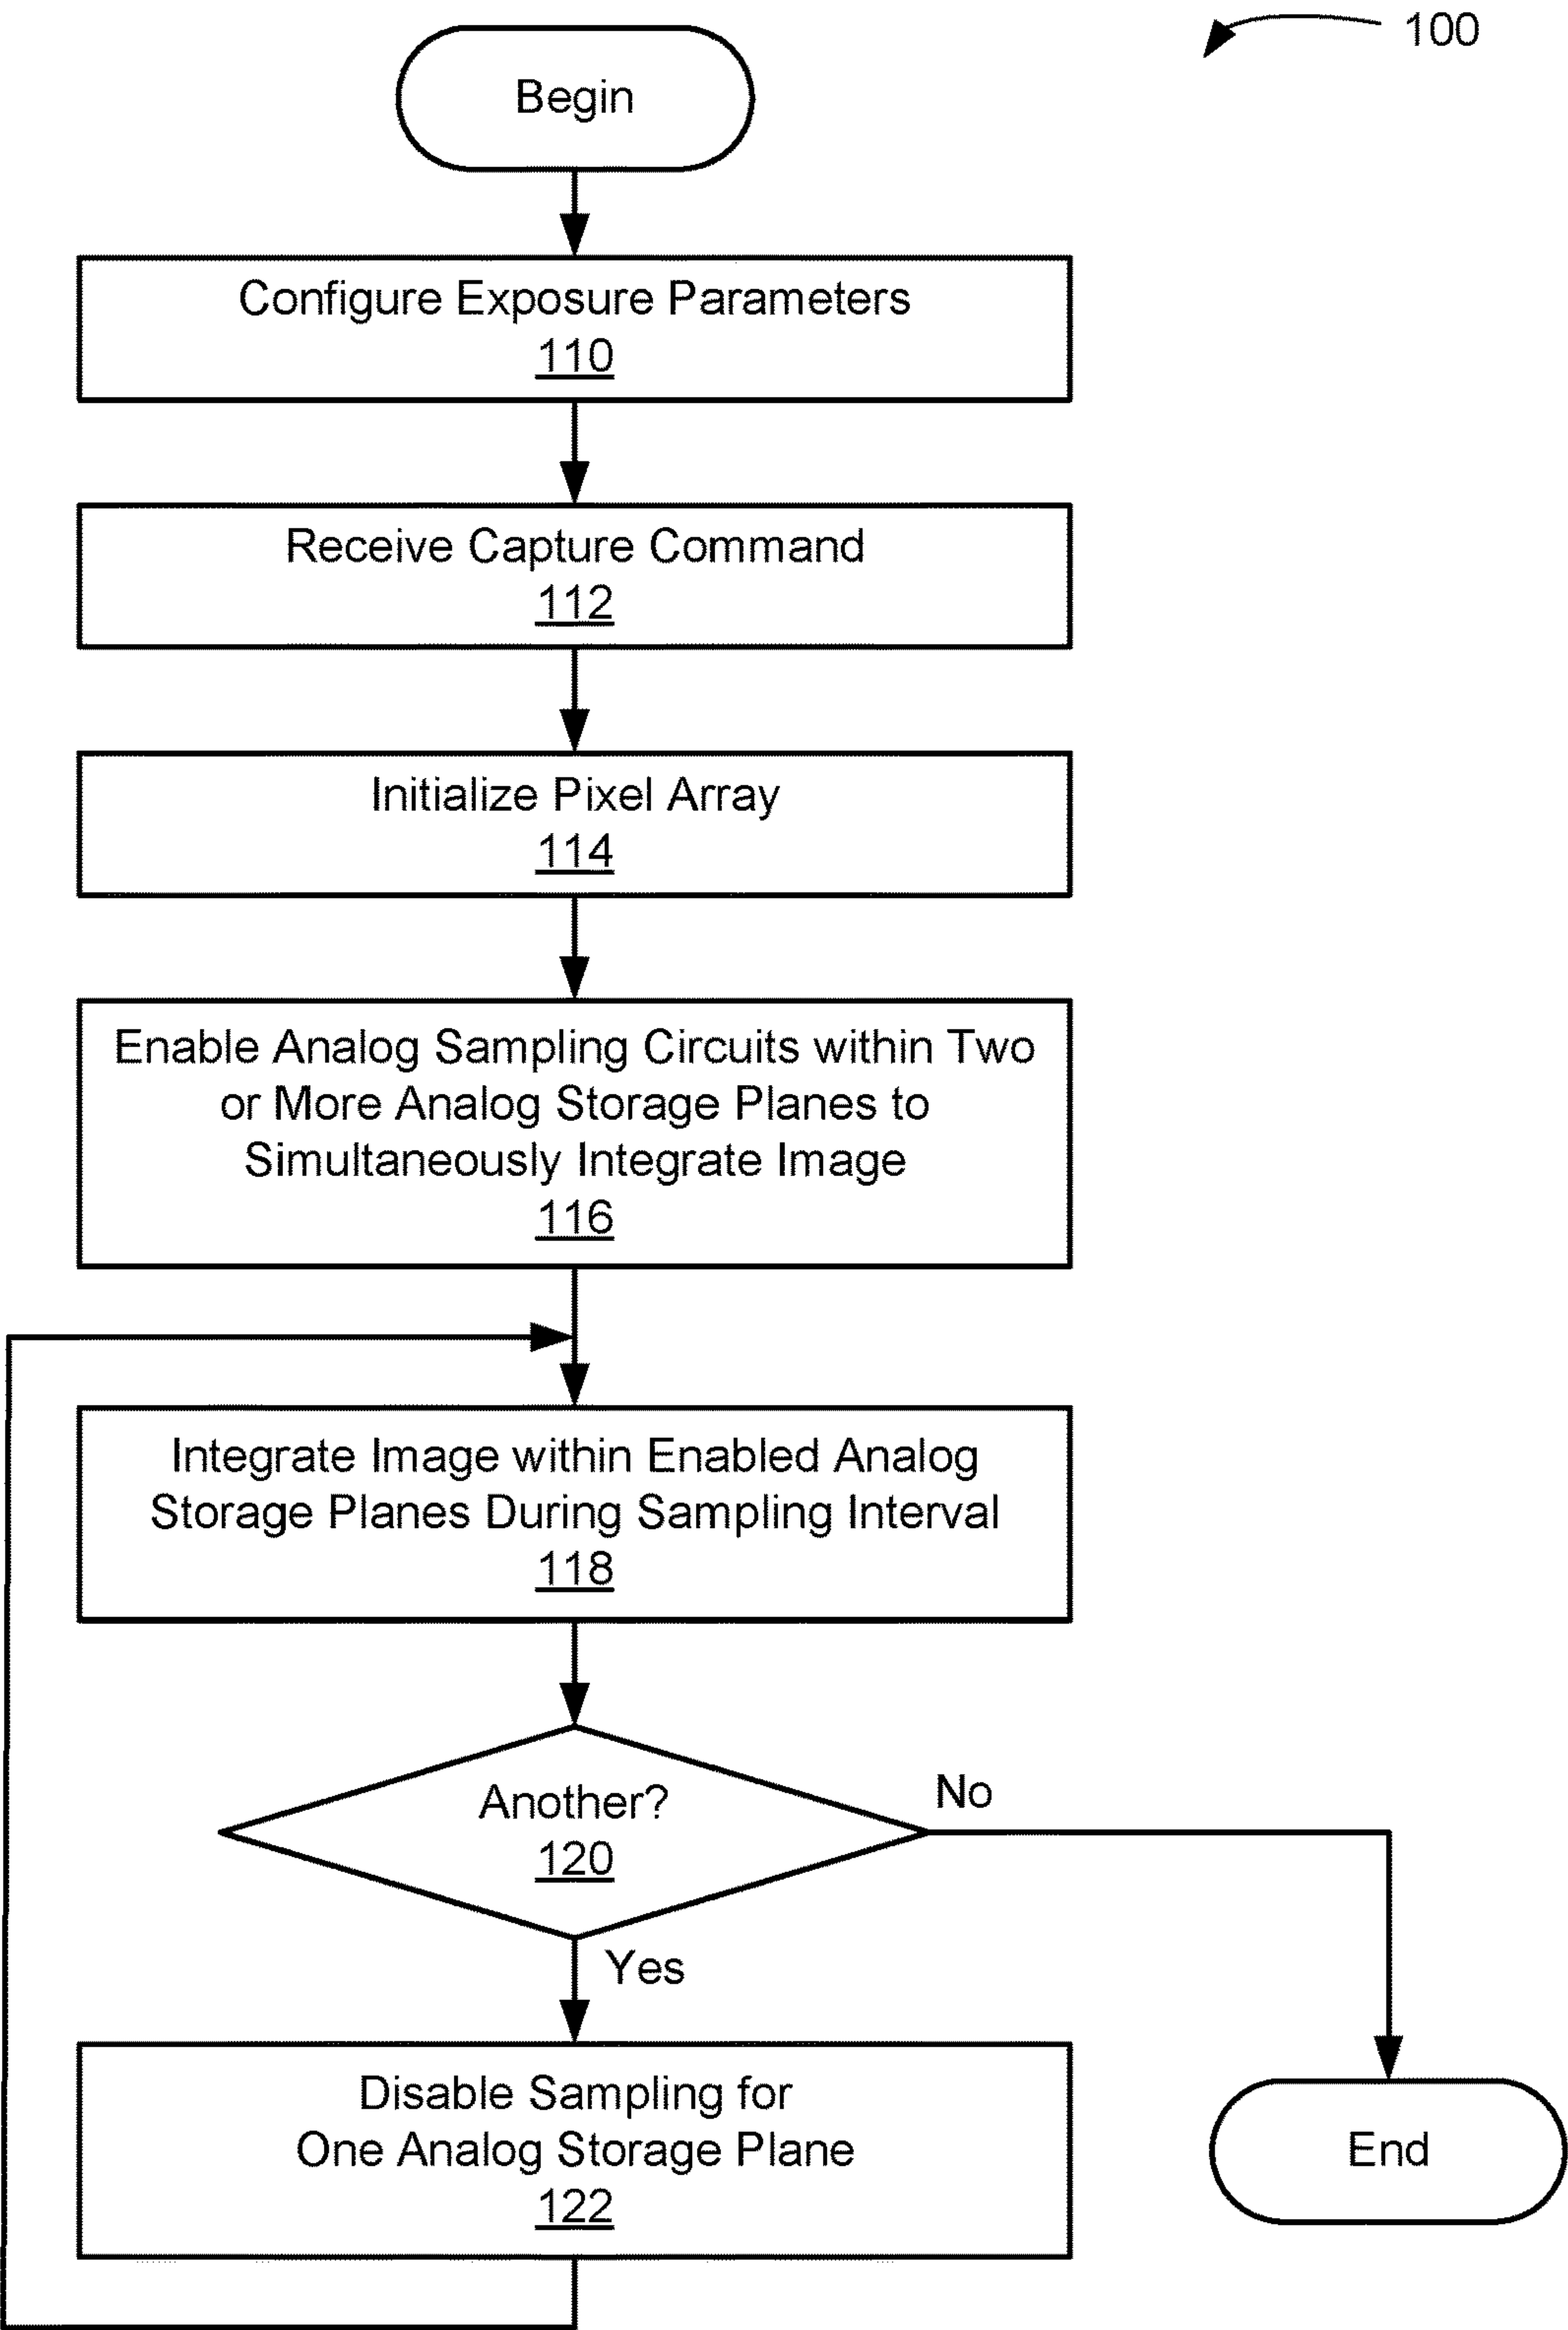 100
Begin
Configure Exposure Parameters
110
Receive Capture Command
112
Initialize Pixel Array
114
Enable Analog Sampling Circuits within Two
or More Analog Storage Planes to
Simultaneously Integrate Image
116
Integrate Image within Enabled Analog
Storage Planes During Sampling Interval
118
Another?
120
No
Yes
Disable Sampling for
One Analog Storage Plane
122
End